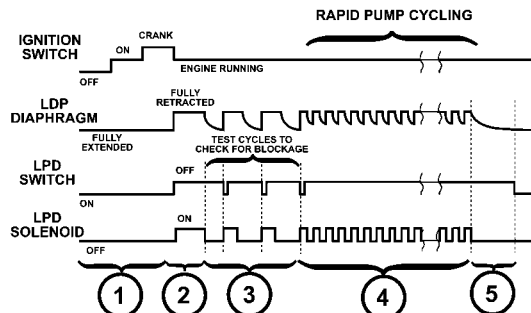 RAPID PUMP CYCLING
IGNITION
SWITCH
CRANK
ON
OFF
ENGINE RUNNING
LDP
DIAPHRAGM
FULLY
RETRACTED
FULLY
EXTENDED
TEST CYCLES TO
CHECK FOR BLOCKAGE
LPD
SWITCH
OFF
ON
LPD
SOLENOID
ON
OFF
1
2
3
4
5